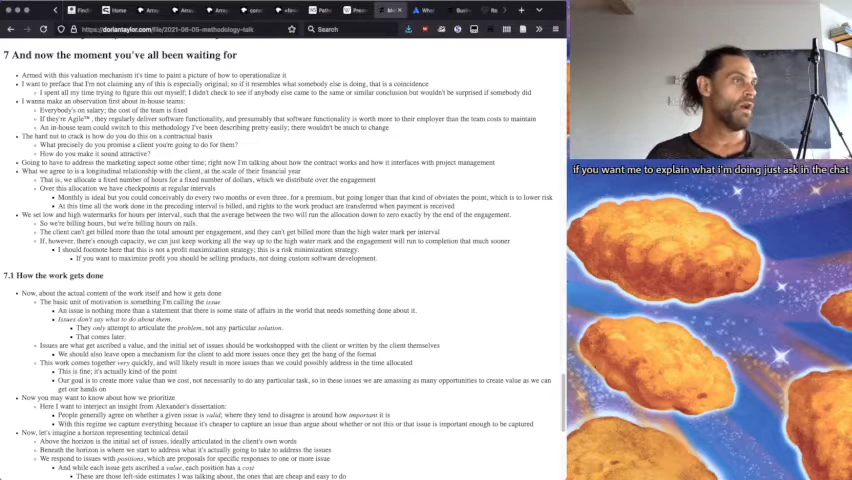 Findin
Home
Array
Amaz
Array
Array
conv
Patte
Prem
Wha
Busin
Re
https://doriantaylor.com/file/2021-06-05-methodology-talk
Search
7 And now the moment you've all been waiting for
Armed with this valuation mechanism it's time to paint a picture of how to operationalize it
I want to preface that I'm not claiming any of this is especially original; so if it resembles what somebody else is doing, that is a coincidence
I spent all my time trying to figure this out myself; I didn't check to see if anybody else came to the same or similar conclusion but wouldn't be surprised if somebody did
I wanna make an observation first about in-house teams:
Everybody's on salary; the cost of the team is fixed
If they're Agile™, they regularly deliver software functionality, and presumably that software functionality is worth more to their employer than the team costs to maintain
An in-house team could switch to this methodology I've been describing pretty easily; there wouldn't be much to change
The hard nut to crack is how do you do this on a contractual basis
What precisely do you promise a client you're going to do for them?
How do you make it sound attractive?
Going to have to address the marketing aspect some other time; right now I'm talking about how the contract works and how it interfaces with project management
What we agree to is a longitudinal relationship with the client, at the scale of their financial year
That is, we allocate a fixed number of hours for a fixed number of dollars, which we distribute over the engagement
Over this allocation we have checkpoints at regular intervals
Monthly is ideal but you could conceivably do every two months or even three, for a premium, but going longer than that kind of obviates the point, which is to lower risk
At this time all the work done in the preceding interval is billed, and rights to the work product are transferred when payment is received
We set low and high watermarks for hours per interval, such that the average between the two will run the allocation down to zero exactly by the end of the engagement.
So we're billing hours, but we're billing hours on rails.
The client can't get billed more than the total amount per engagement, and they can't get billed more than the high water mark per interval
If, however, there's enough capacity, we can just keep working all the way up to the high water mark and the engagement will run to completion that much sooner
I should footnote here that this is not a profit maximization strategy; this is a risk minimization strategy.
If you want to maximize profit you should be selling products, not doing custom software development.
7.1 How the work gets done
Now, about the actual content of the work itself and how it gets done
The basic unit of motivation is something I'm calling the issue
An issue is nothing more than a statement that there is some state of affairs in the world that needs something done about it.
Issues don't say what to do about them.
They only attempt to articulate the problem, not any particular solution.
That comes later.
Issues are what get ascribed a value, and the initial set of issues should be workshopped with the client or written by the client themselves
We should also leave open a mechanism for the client to add more issues once they get the hang of the format
This work comes together very quickly, and will likely result in more issues than we could possibly address in the time allocated
This is fine; it's actually kind of the point
Our goal is to create more value than we cost, not necessarily to do any particular task, so in these issues we are amassing as many opportunities to create value as we can
get our hands on
Now you may want to know about how we prioritize
Here I want to interject an insight from Alexander's dissertation:
People generally agree on whether a given issue is valid; where they tend to disagree is around how important it is
With this regime we capture everything because it's cheaper to capture an issue than argue about whether or not this or that issue is important enough to be captured
Now, let's imagine a horizon representing technical detail
Above the horizon is the initial set of issues, ideally articulated in the client's own words
Beneath the horizon is where we start to address what it's actually going to take to address the issues
We respond to issues with positions, which are proposals for specific responses to one or more issue
And while each issue gets ascribed a value, each position has a cost
These are those left-side estimates I was talking about, the ones that are cheap and easy to do
if you want me to explain what i'm doing just ask in the chat